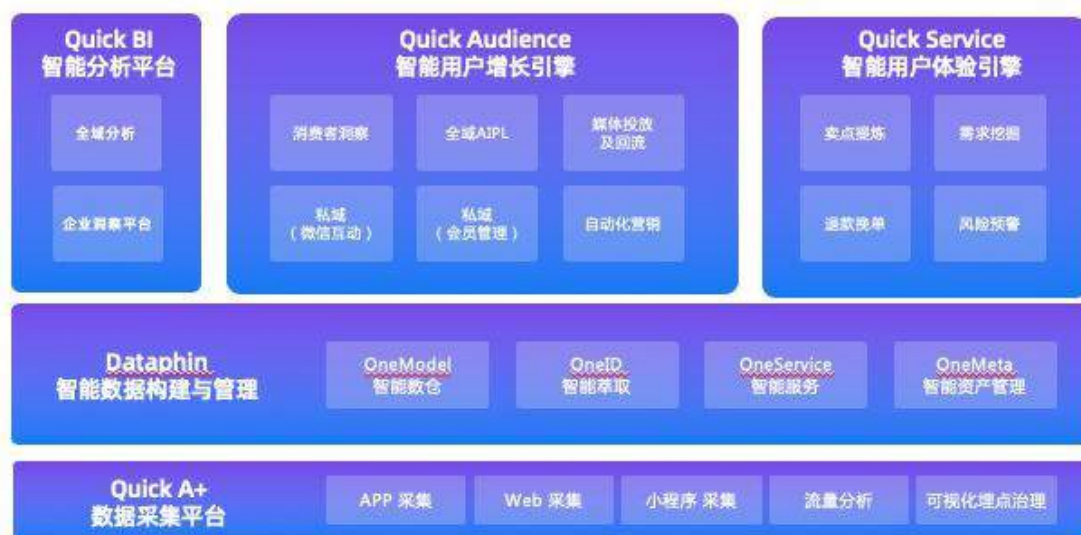 Quick BI
智能分析平台
全域分析
企业洞察平台
Quick Audience
智能用户增长引擎
消费者洞察
全域AIPL
媒体投放
及回流
私域
（微信互动）
私域
（会员管理）
自动化营销
Quick Service
智能用户体验引擎
卖点提炼
需求挖掘
退款挽单
风险预警
Dataphin
智能数据构建与管理
OneModel
智能数仓
OneID
智能萃取
OneService
智能服务
OneMeta
智能资产管理
Quick A+
数据采集平台
APP 采集
Web 采集
小程序 采集
流量分析
可视化埋点治理